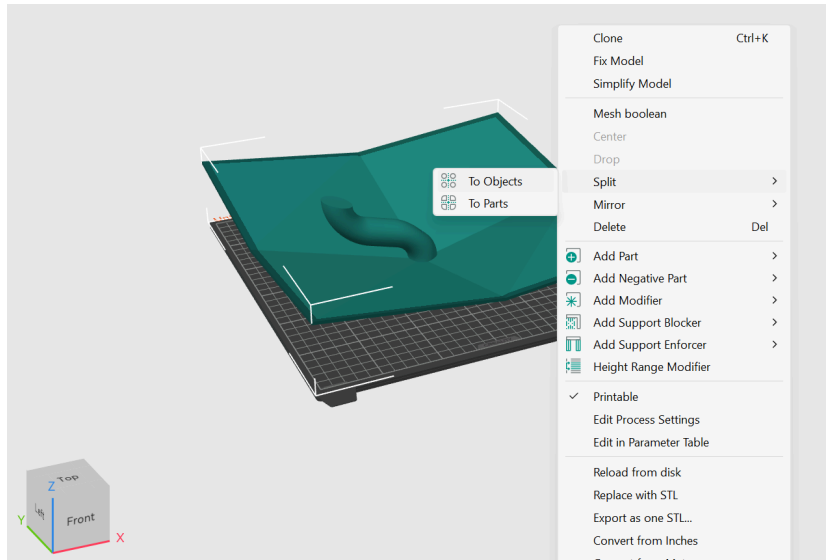 Clone Ctrl+K
Fix Model
Simplify Model
Mesh boolean
Center
Drop
Split
To Objects
To Parts
Mirror
Delete Del
Add Part
Add Negative Part
Add Modifier
Add Support Blocker
Add Support Enforcer
Height Range Modifier
Printable
Edit Process Settings
Edit in Parameter Table
Reload from disk
Replace with STL
Export as one STL...
Convert from Inches
Top
Z
Y
Front
X